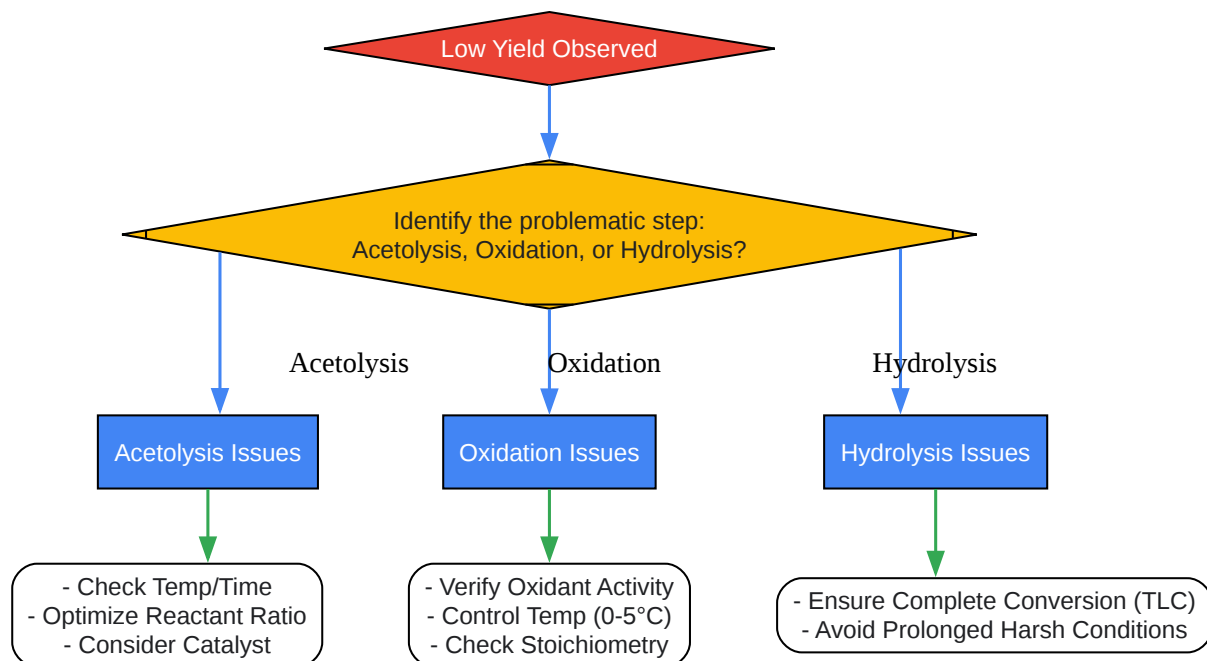 Low Yield Observed
Identify the problematic step:
Acetolysis, Oxidation, or Hydrolysis?
Acetolysis
Oxidation
Hydrolysis
Acetolysis Issues
Oxidation Issues
Hydrolysis Issues
- Check Temp/Time
- Optimize Reactant Ratio
- Consider Catalyst
- Verify Oxidant Activity
- Control Temp (0-5°C)
- Check Stoichiometry
- Ensure Complete Conversion (TLC)
- Avoid Prolonged Harsh Conditions